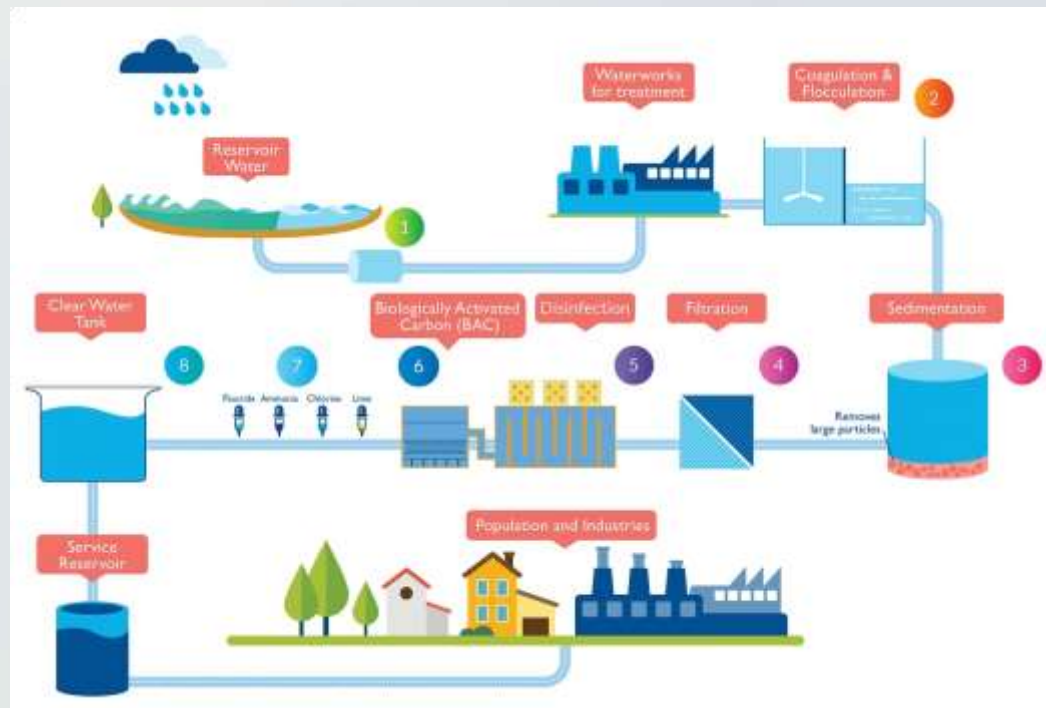 Reservoir
Water
1
Waterworks
for treatment
Coagulation &
Flocculation
2
Sedimentation
3
Removes
large particles
Filtration
4
Disinfection
5
Biologically Activated
Carbon (BAC)
6
7
Fluoride Ammonia Chlorine Lime
Clear Water
Tank
8
Service
Reservoir
Population and Industries